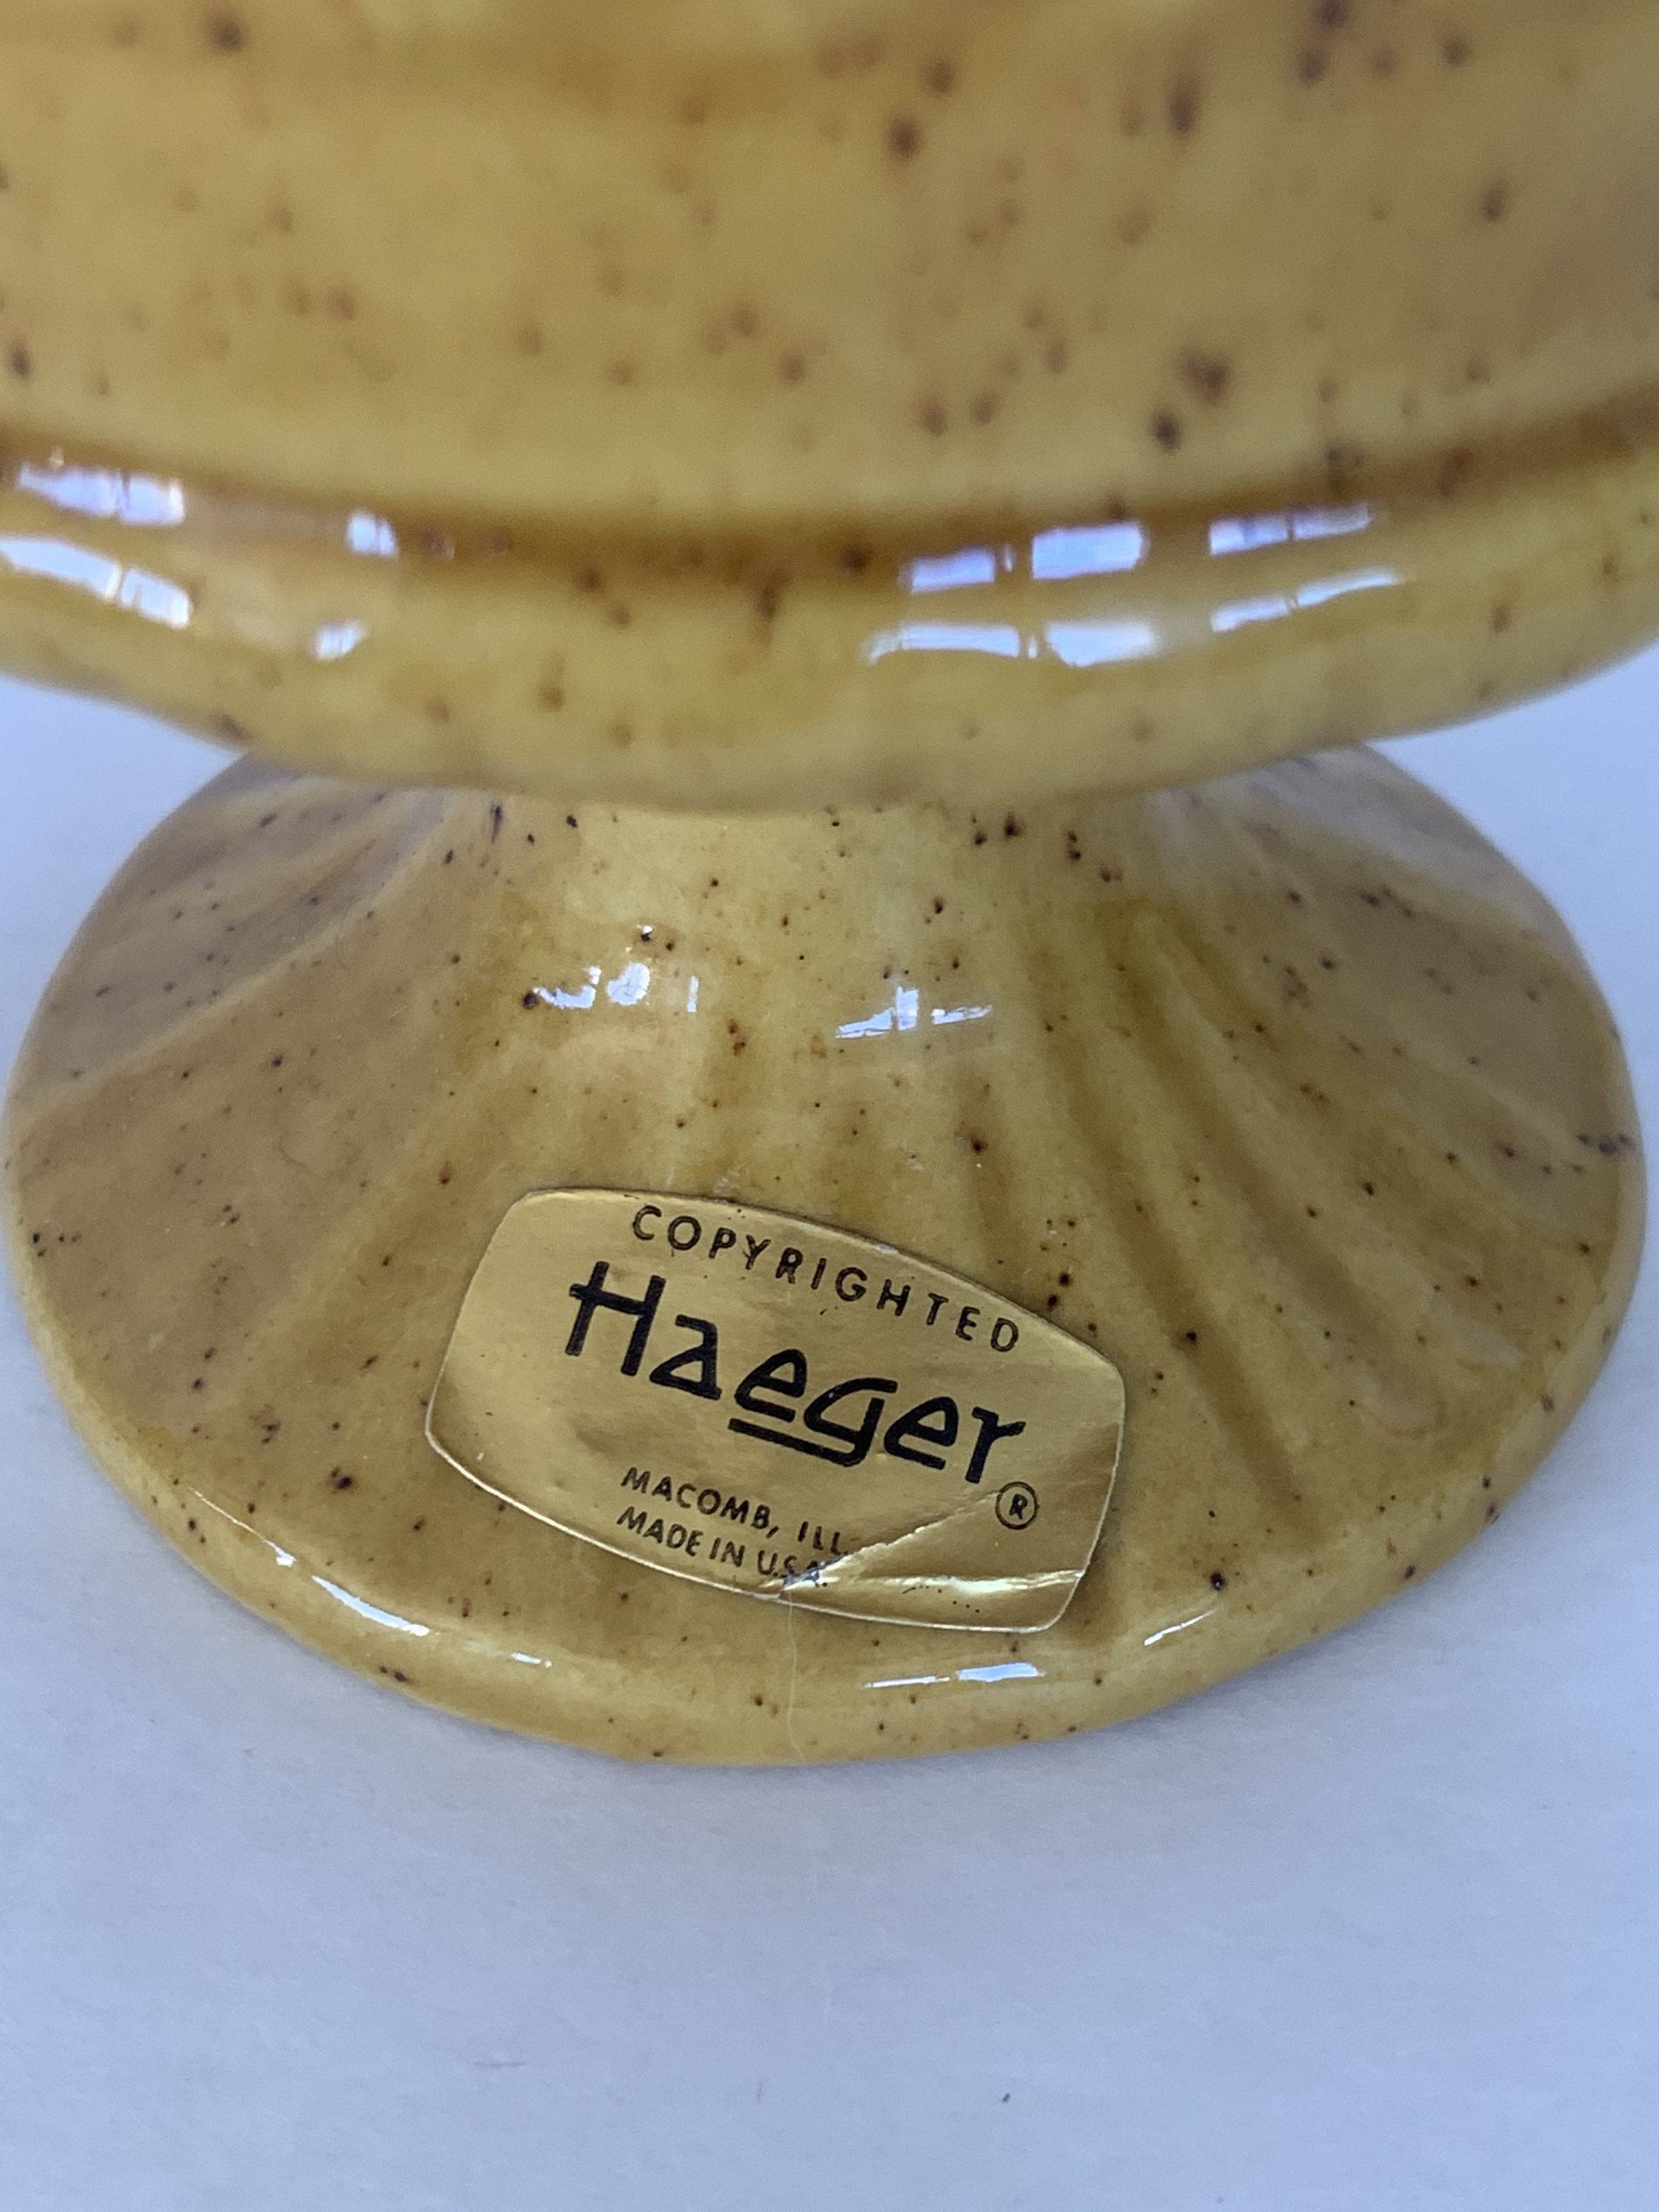 COPYRIGHTED
Haeger®
MACOMB, ILL.
MADE IN U.S.A.